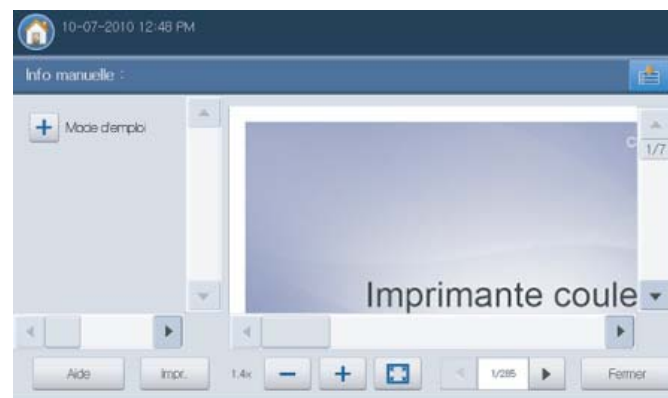 10-07-2010 12:48 PM
Info manuelle :
Mode d'emploi
1/7
Imprimante coule
Aide
Impr.
1.4x
1/285
Fermer